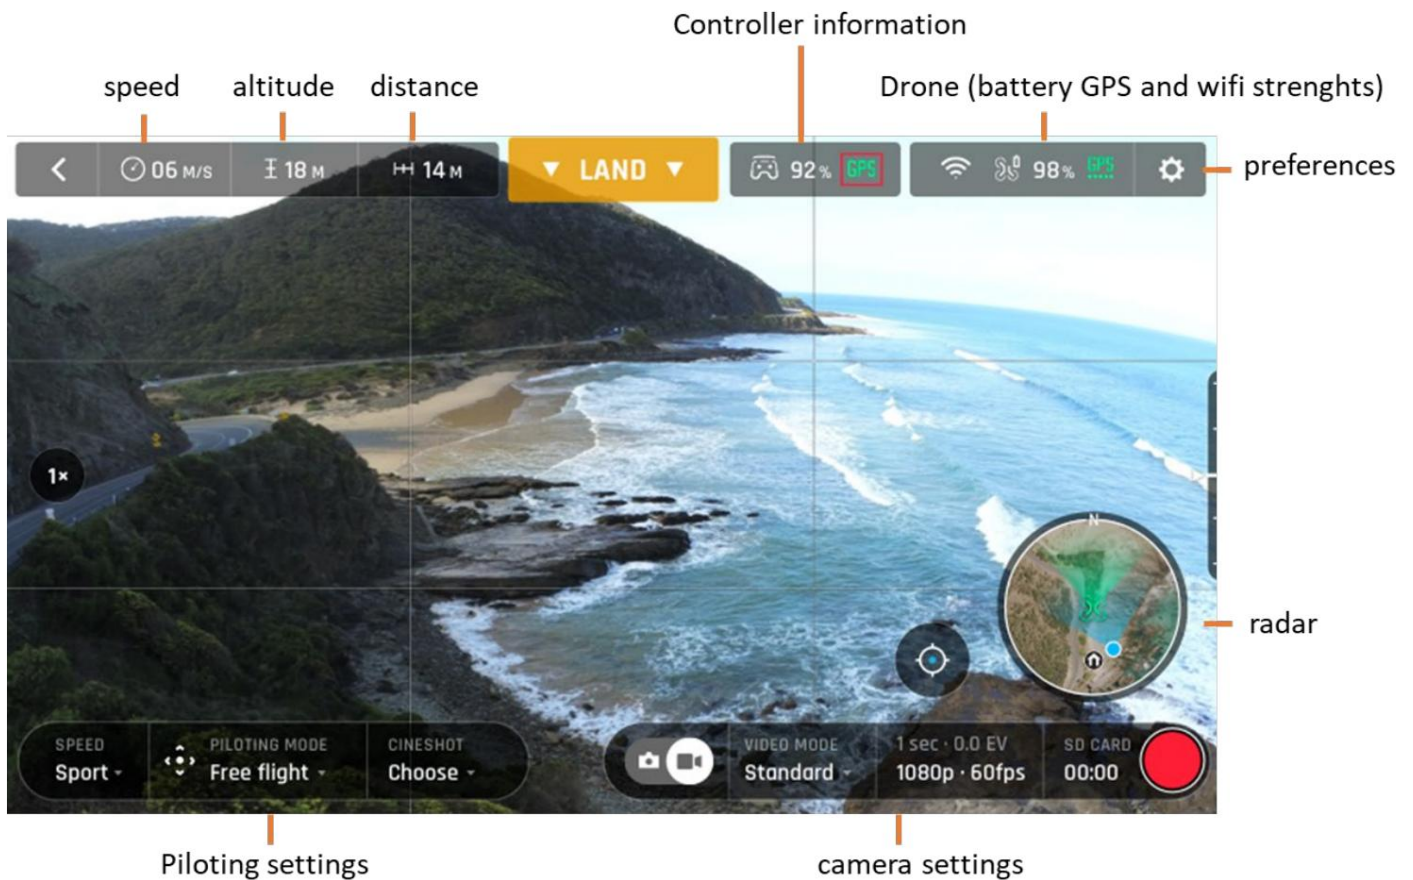 Controller information
speed altitude distance Drone (battery GPS and wifi strenghts)
06 M/S 18 M 14 M LAND 92% GPS 98% GPS preferences
1×
N
radar
SPEED PILOTING MODE CINESHOT VIDEO MODE 1 sec · 0.0 EV SD CARD
Sport Free flight Choose Standard 1080p · 60fps 00:00
Piloting settings camera settings